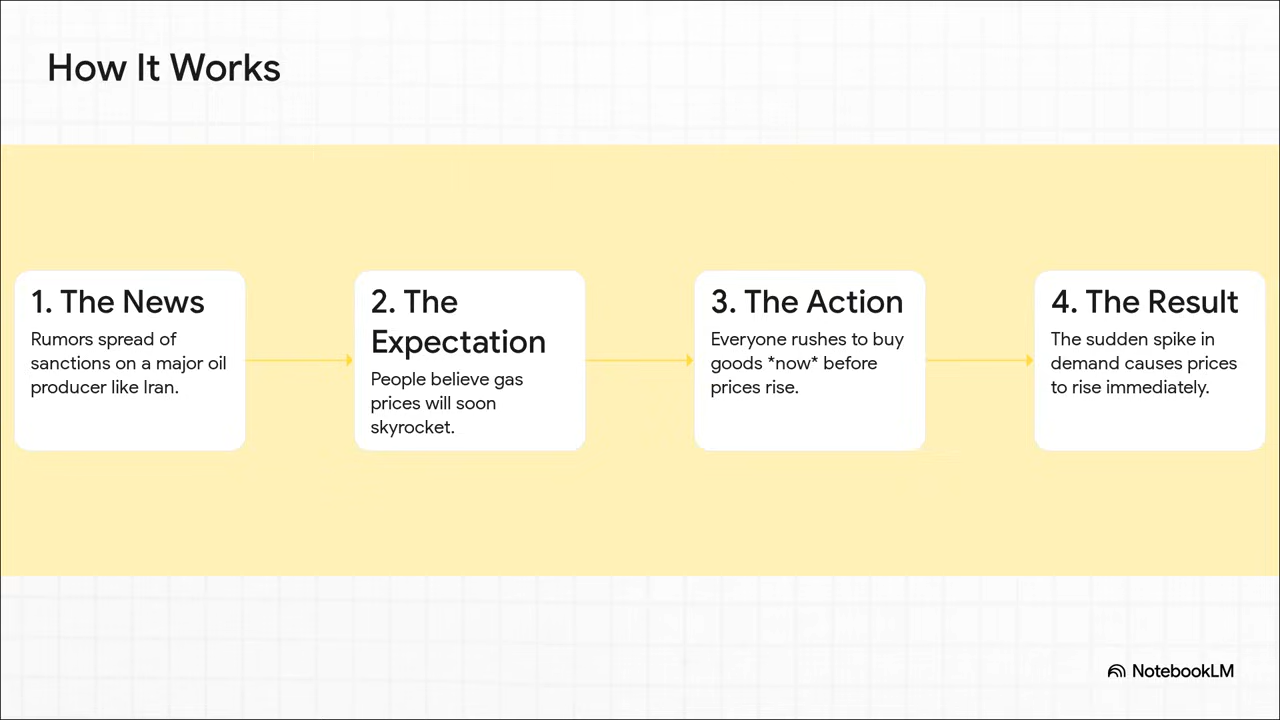 How It Works
1. The News
Rumors spread of
sanctions on a major oil
producer like Iran.
2. The
Expectation
People believe gas
prices will soon
skyrocket.
3. The Action
Everyone rushes to buy
goods *now* before
prices rise.
4. The Result
The sudden spike in
demand causes prices
to rise immediately.
NotebookLM